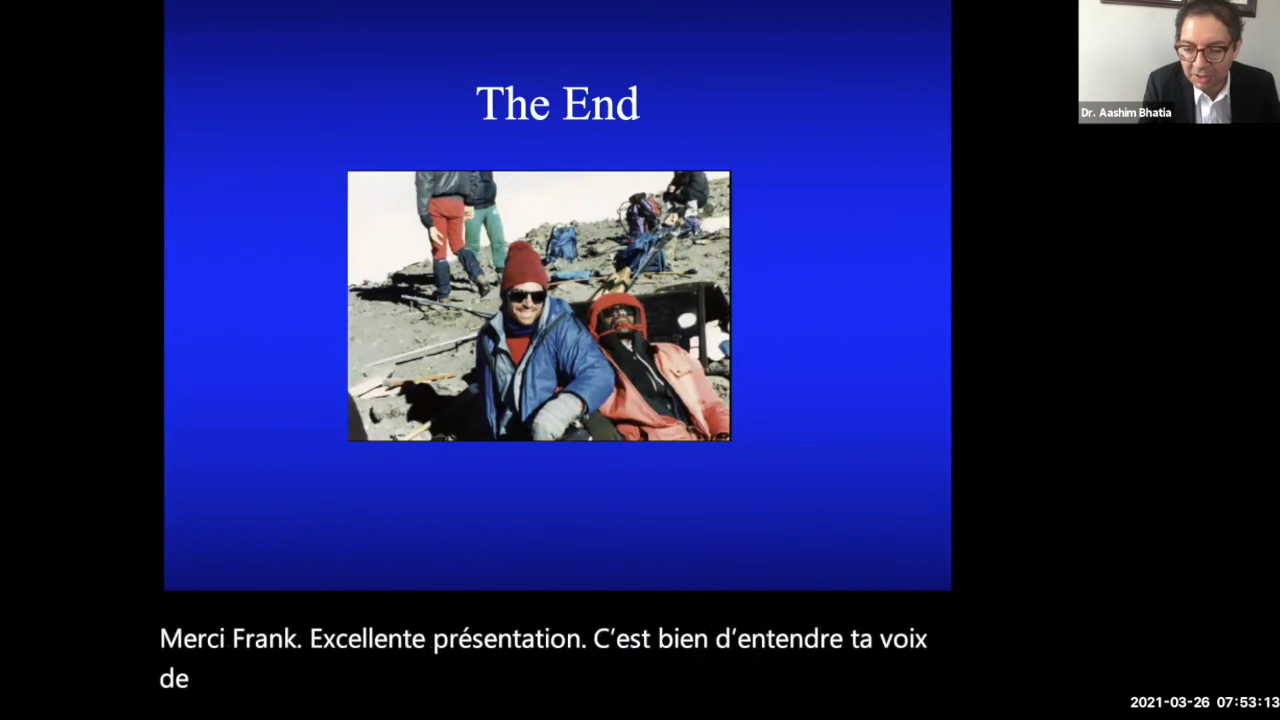 The End
Dr. Aashim Bhatia
Merci Frank. Excellente présentation. C’est bien d’entendre ta voix
de
2021-03-26 07:53:13